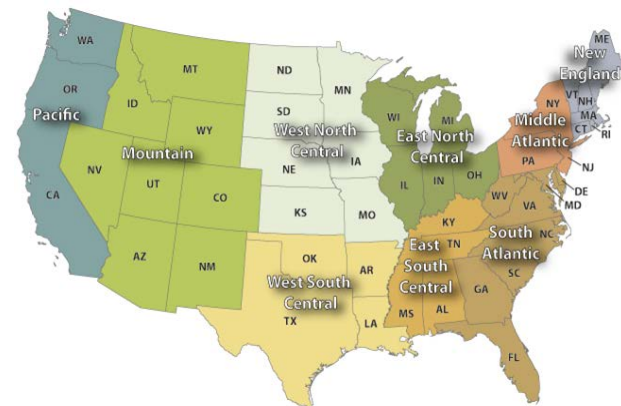 WA
OR
Pacific
CA
MT
ID
WY
Mountain
NV
UT
CO
AZ
NM
ND
SD
MN
West North
Central
NE
IA
KS
MO
WI
MI
East North
Central
IL
IN
OH
OK
AR
West South
Central
TX
LA
KY
TN
East
South
Central
MS
AL
WV
VA
NC
South
Atlantic
SC
GA
FL
DE
MD
NY
Middle
Atlantic
PA
NJ
ME
New
England
VT
NH
MA
CT
RI